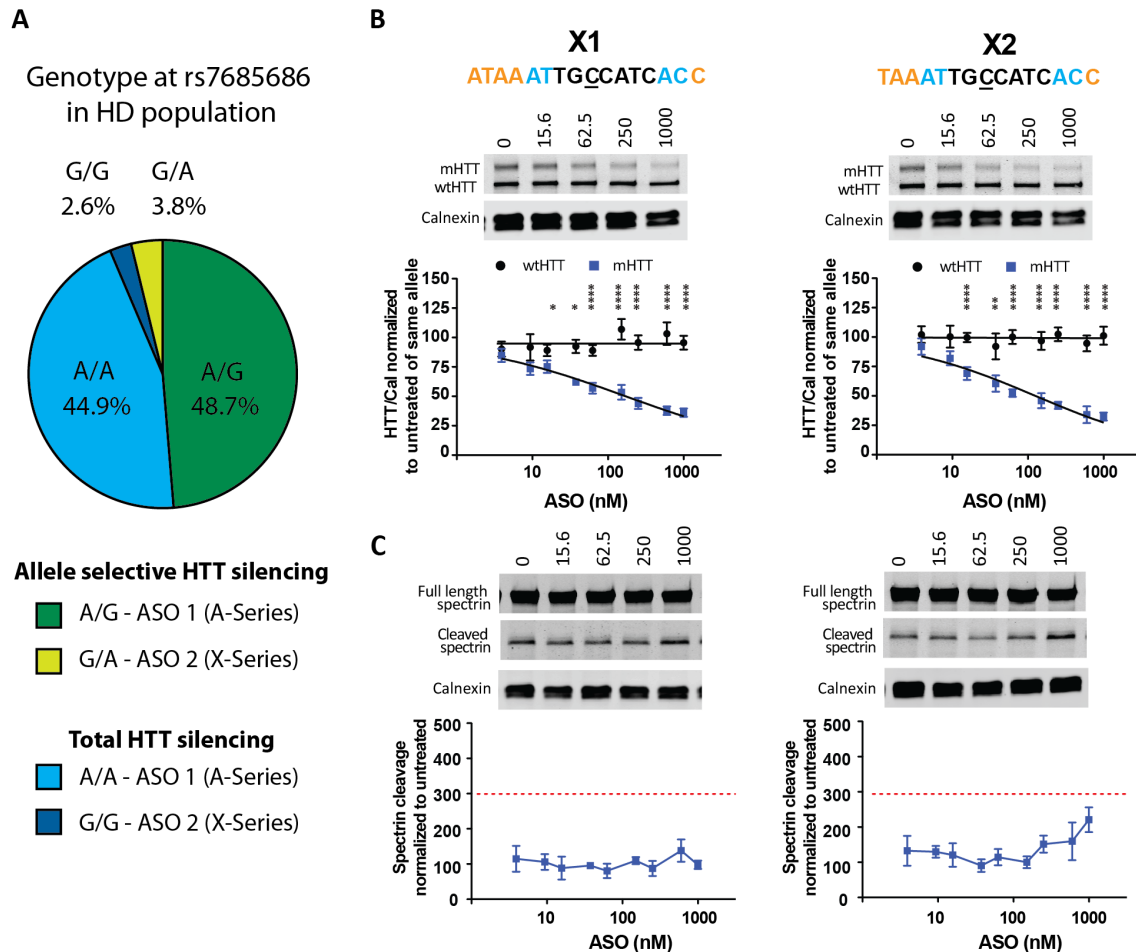 A
Genotype at rs7685686
in HD population
G/G
2.6%
G/A
3.8%
A/A
44.9%
A/G
48.7%
Allele selective HTT silencing
A/G - ASO 1 (A-Series)
G/A - ASO 2 (X-Series)
Total HTT silencing
A/A - ASO 1 (A-Series)
G/G - ASO 2 (X-Series)
B
X1
ATAAATTGCCATCACC
0 15.6 62.5 250 1000
mHTT
wtHTT
Calnexin
wtHTT mHTT
* * **** **** **** **** ****
HTT/Cal normalized
to untreated of same allele
150
125
100
75
50
25
0
10 100 1000
ASO (nM)
X2
TAAATTGCCATCACC
0 15.6 62.5 250 1000
mHTT
wtHTT
Calnexin
wtHTT mHTT
**** ** **** **** **** **** ****
HTT/Cal normalized
to untreated of same allele
150
125
100
75
50
25
0
10 100 1000
ASO (nM)
C
0 15.6 62.5 250 1000
Full length
spectrin
Cleaved
spectrin
Calnexin
Spectrin cleavage
normalized to untreated
500
400
300
200
100
0
10 100 1000
ASO (nM)
0 15.6 62.5 250 1000
Full length
spectrin
Cleaved
spectrin
Calnexin
Spectrin cleavage
normalized to untreated
500
400
300
200
100
0
10 100 1000
ASO (nM)